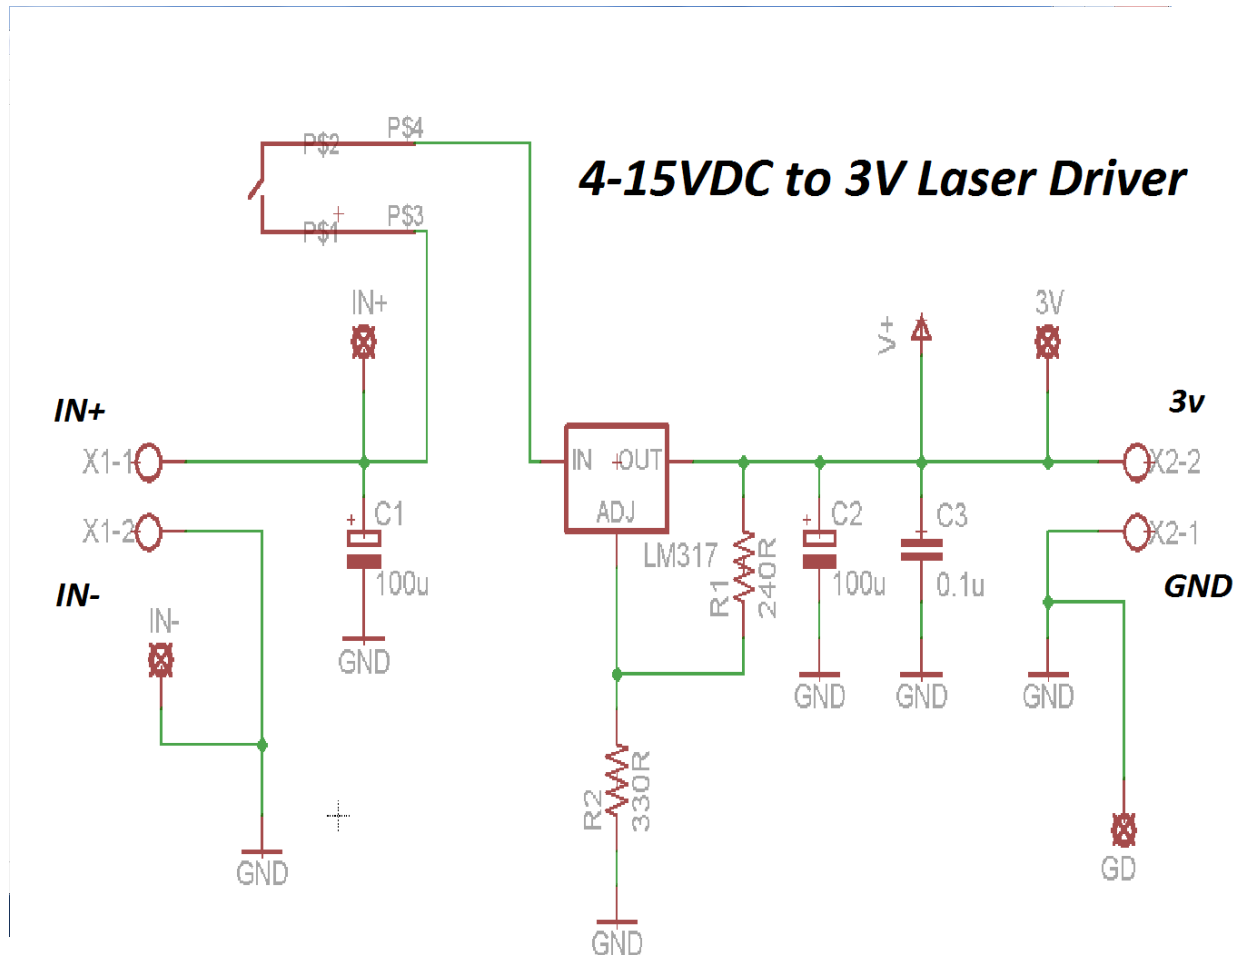 P$4
P$2
4-15VDC to 3V Laser Driver
P$3
P$1
IN+
3V
V+
IN+
3v
X1-1
IN
OUT
X2-2
ADJ
C1
C2
C3
X1-2
X2-1
LM317
R1
240R
100u
100u
0.1u
IN-
GND
IN-
GND
GND
GND
GND
R2
330R
GND
GD
GND